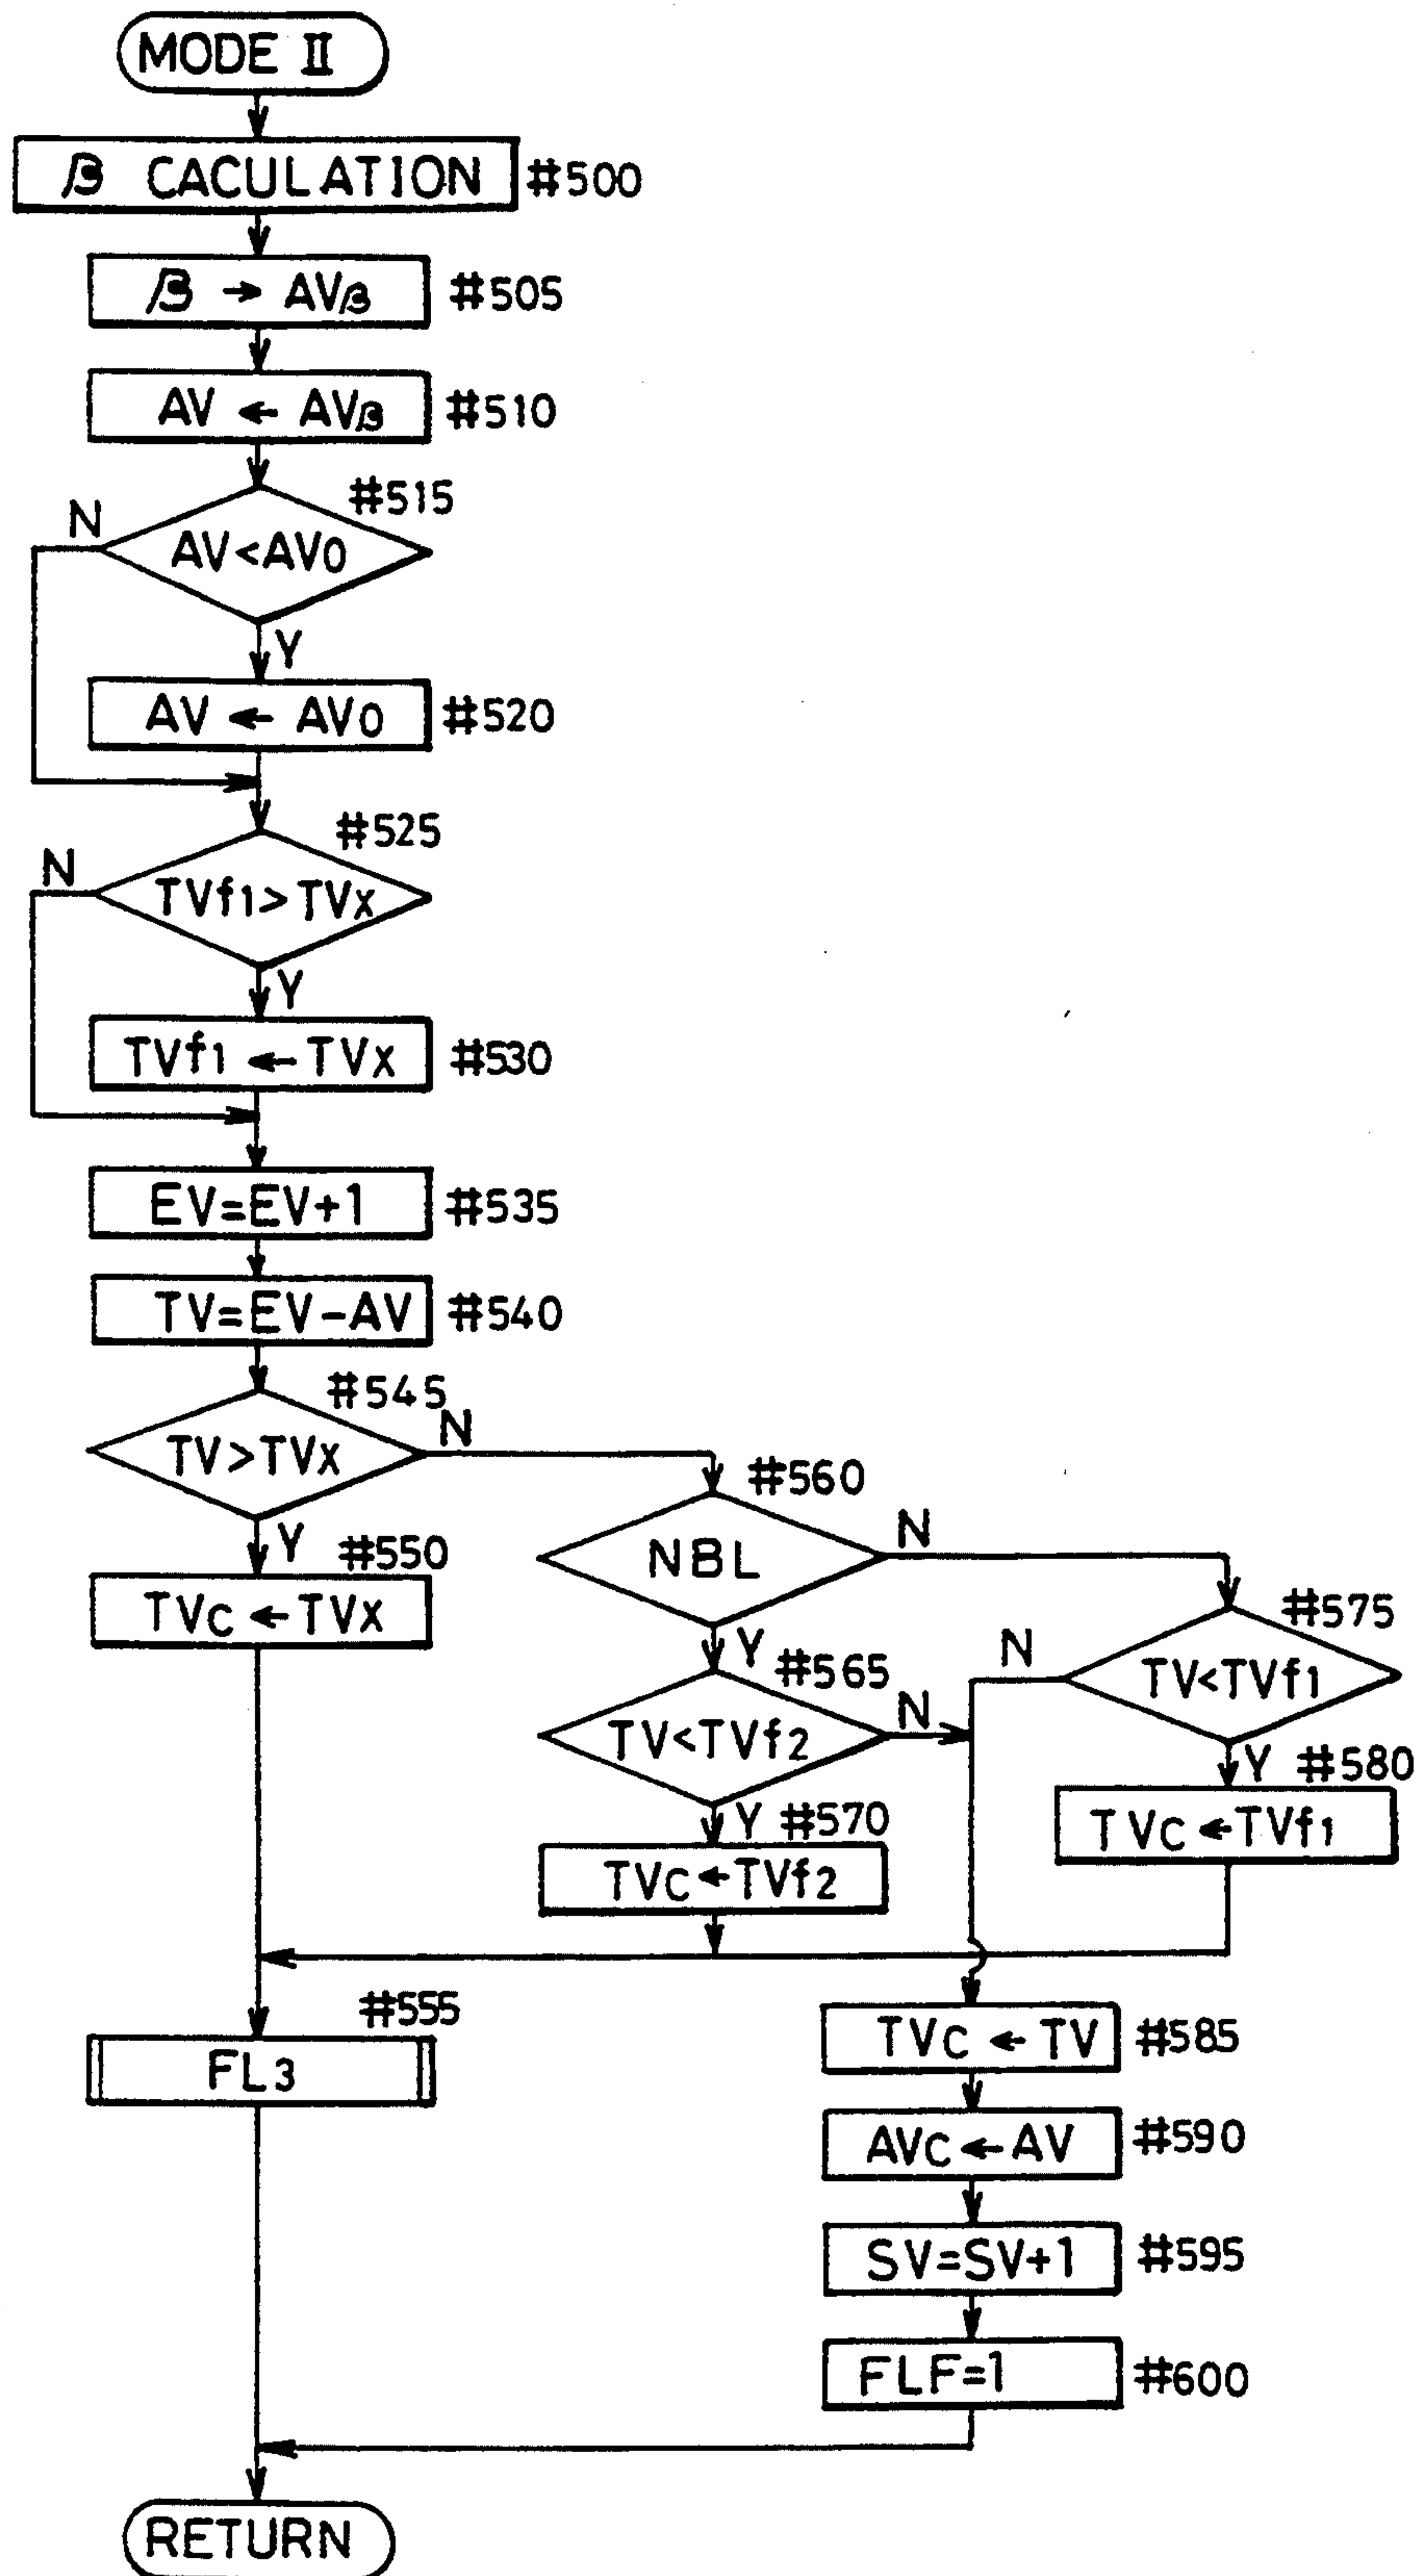 MODE II
β CACULATION #500
β → AVβ #505
AV ← AVβ #510
#515
N
AV<AV0
Y
AV ← AV0 #520
#525
N
TVf1>TVx
Y
TVf1 ← TVx #530
EV=EV+1 #535
TV=EV-AV #540
#545
N
TV>TVx
Y
#550
TVC ← TVx
#560
N
NBL
Y
#565
N
TV<TVf2
Y
#570
TVC ← TVf2
#575
N
TV<TVf1
Y
#580
TVC ← TVf1
#555
FL3
TVC ← TV #585
AVC ← AV #590
SV=SV+1 #595
FLF=1 #600
RETURN